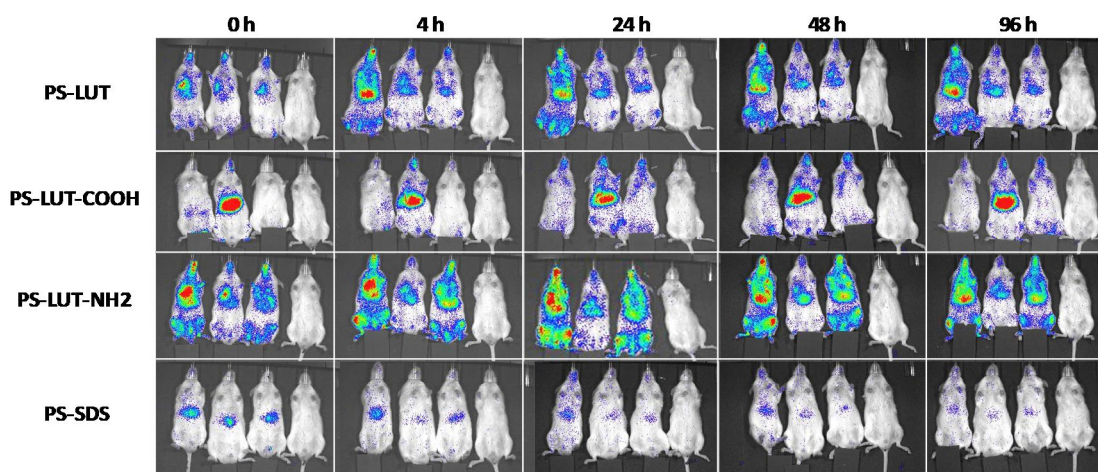 0 h 4 h 24 h 48 h 96 h
PS-LUT
PS-LUT-COOH
PS-LUT-NH2
PS-SDS